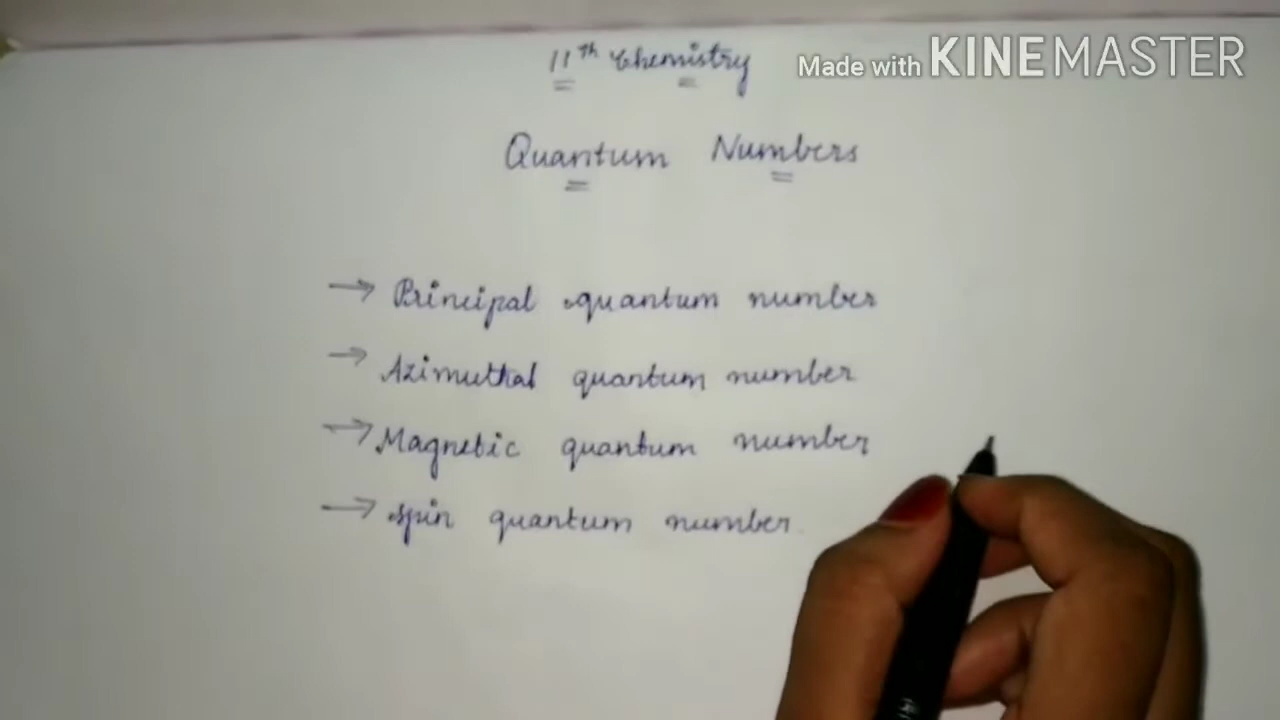 11th Chemistry
Made with KINEMASTER
Quantum Numbers
→ Principal quantum number
→ Azimuthal quantum number
→ Magnetic quantum number
→ Spin quantum number